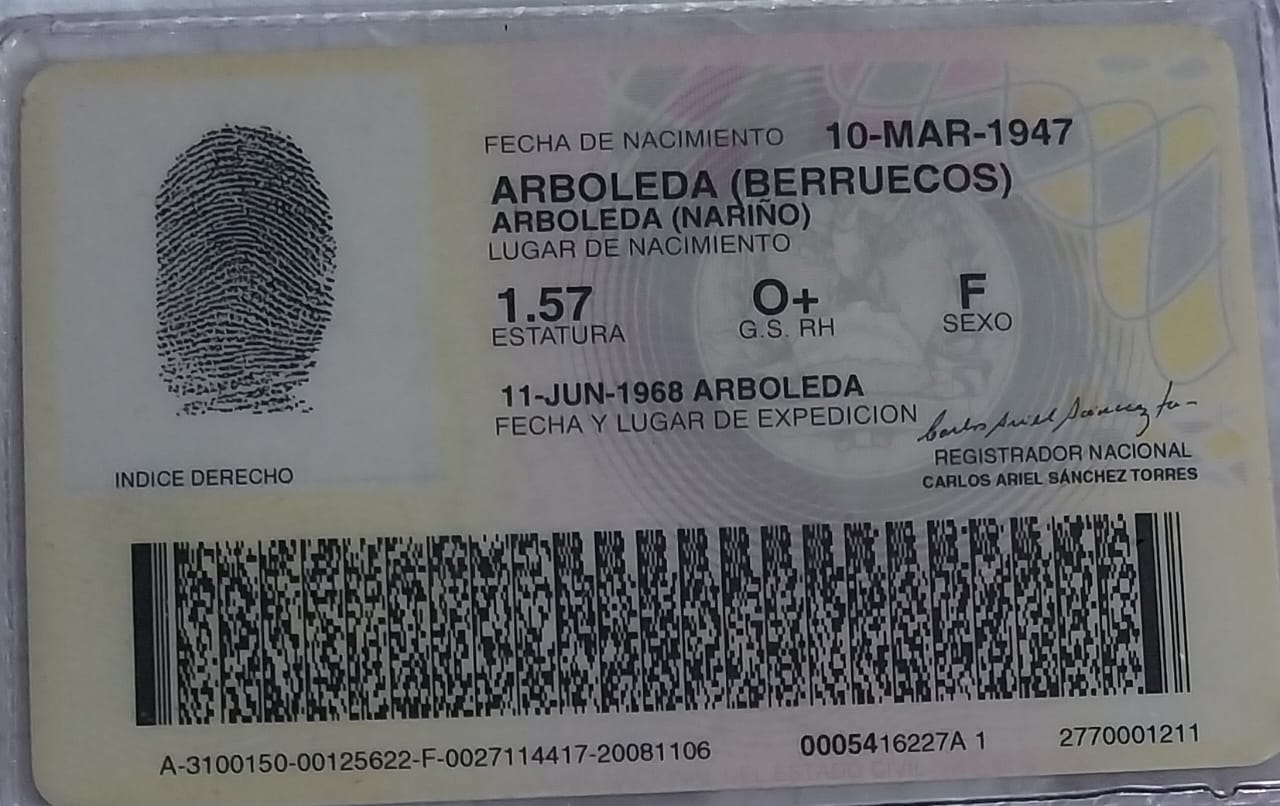 FECHA DE NACIMIENTO 10-MAR-1947
ARBOLEDA (BERRUECOS)
ARBOLEDA (NARIÑO)
LUGAR DE NACIMIENTO
1.57 O+ F
ESTATURA G.S. RH SEXO
11-JUN-1968 ARBOLEDA
FECHA Y LUGAR DE EXPEDICION
INDICE DERECHO
REGISTRADOR NACIONAL
CARLOS ARIEL SÁNCHEZ TORRES
A-3100150-00125622-F-0027114417-20081106 0005416227A 1 2770001211